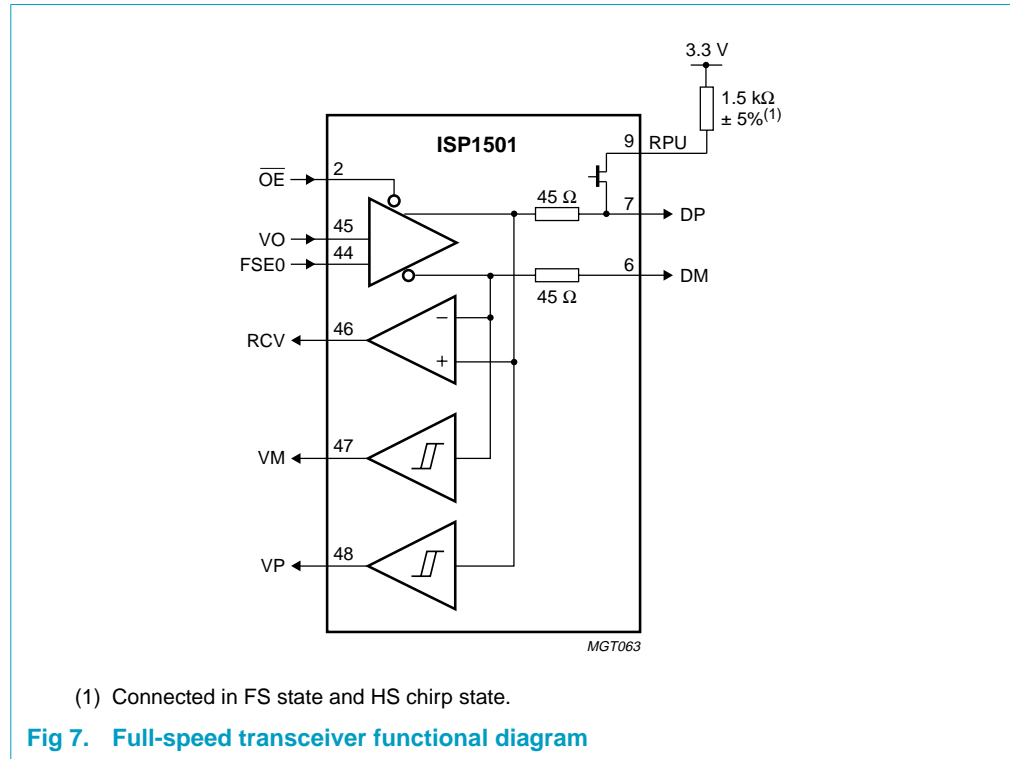 3.3 V
1.5 kΩ
± 5%(1)
ISP1501
9 RPU
OE 2
45 Ω
7 DP
VO 45
FSE0 44
6 DM
45 Ω
−
RCV 46
+
VM 47
VP 48
MGT063
(1) Connected in FS state and HS chirp state.
Fig 7. Full-speed transceiver functional diagram